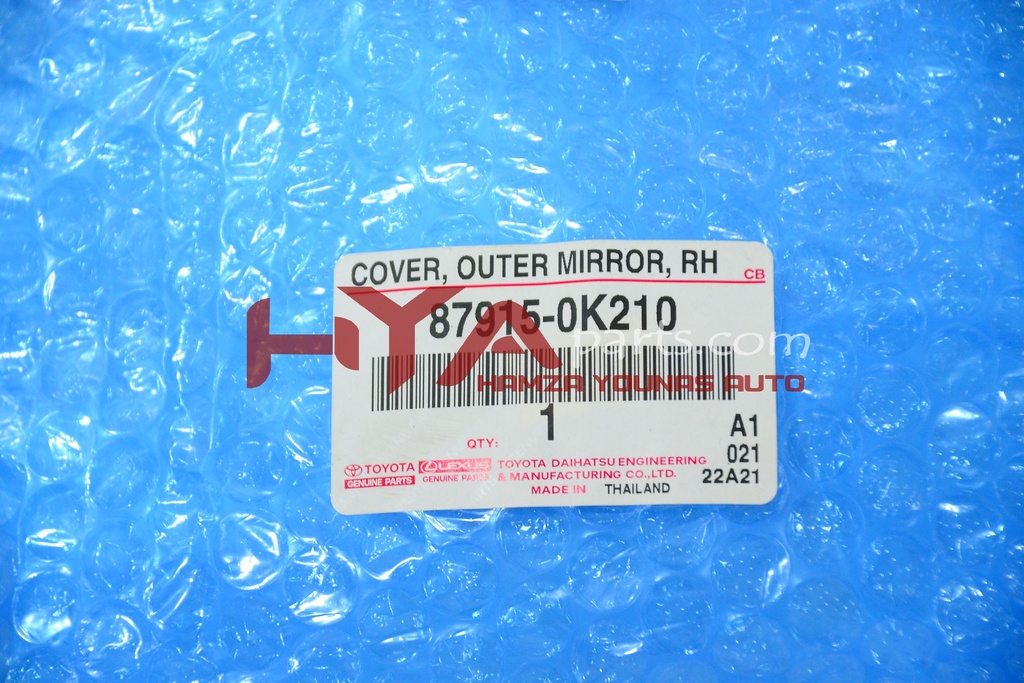 COVER, OUTER MIRROR, RH CB
87915-0K210
HYA parts.com
HAMZA YOUNAS AUTO
1
QTY:
A1
021
22A21
TOYOTA
GENUINE PARTS
LEXUS
GENUINE PARTS
TOYOTA DAIHATSU ENGINEERING
& MANUFACTURING CO., LTD.
MADE IN THAILAND